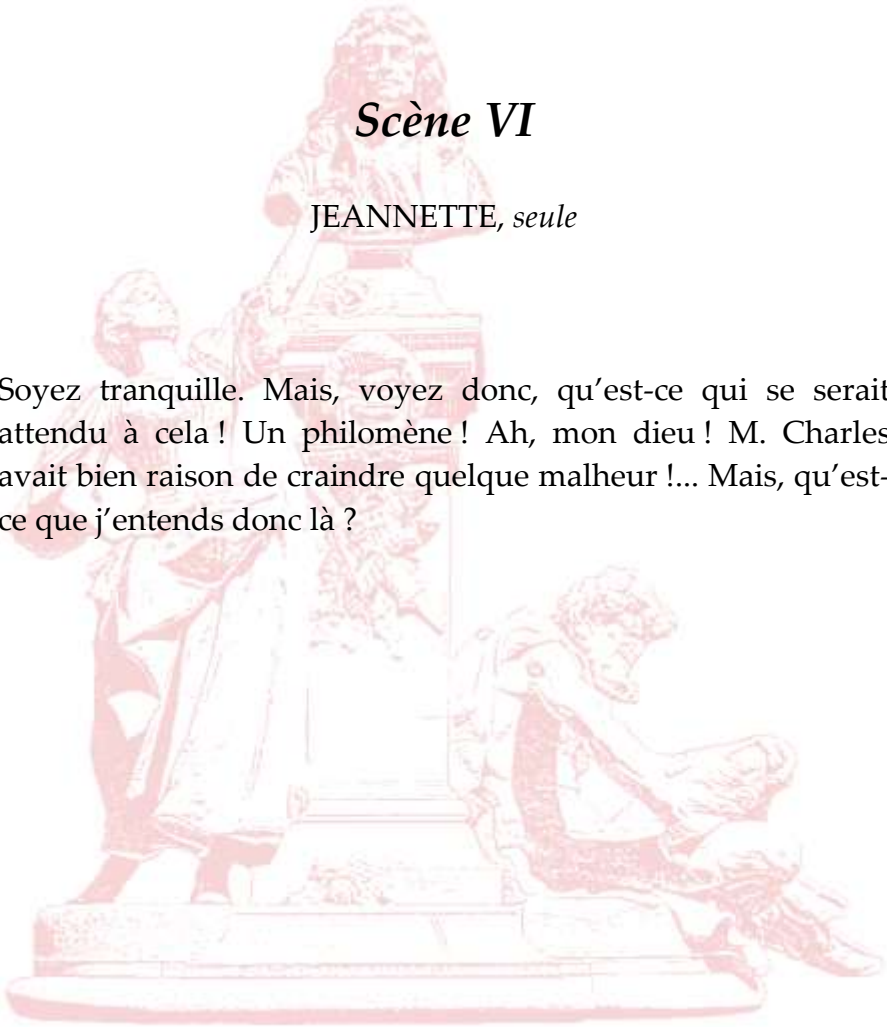 Scène VI
JEANNETTE, seule
Soyez tranquille. Mais, voyez donc, qu’est-ce qui se serait
attendu à cela ! Un philomène ! Ah, mon dieu ! M. Charles
avait bien raison de craindre quelque malheur !... Mais, qu’est-
ce que j’entends donc là ?